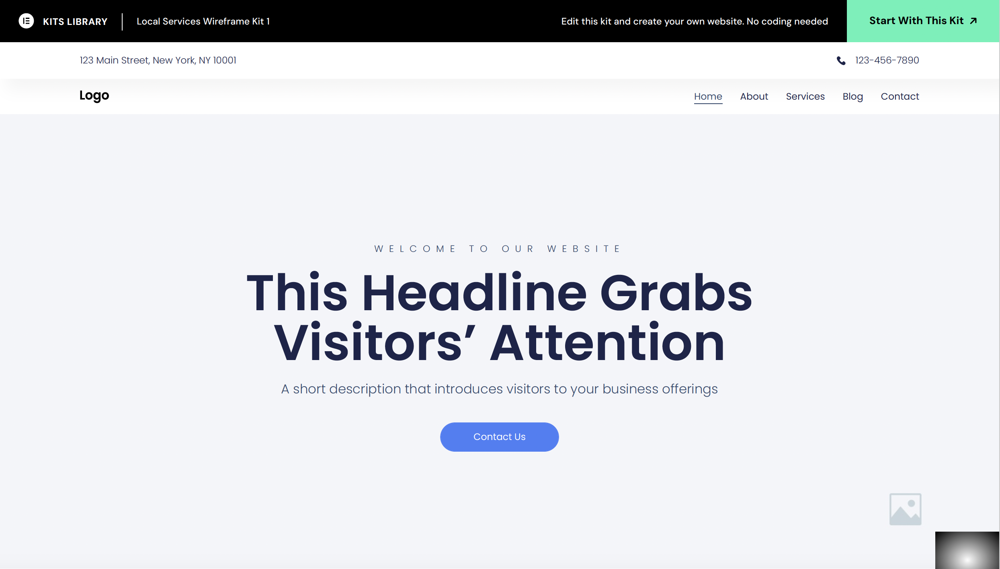 KITS LIBRARY
Local Services Wireframe Kit 1
Edit this kit and create your own website. No coding needed
Start With This Kit
123 Main Street, New York, NY 10001
123-456-7890
Logo
Home About Services Blog Contact
WELCOME TO OUR WEBSITE
This Headline Grabs
Visitors’ Attention
A short description that introduces visitors to your business offerings
Contact Us